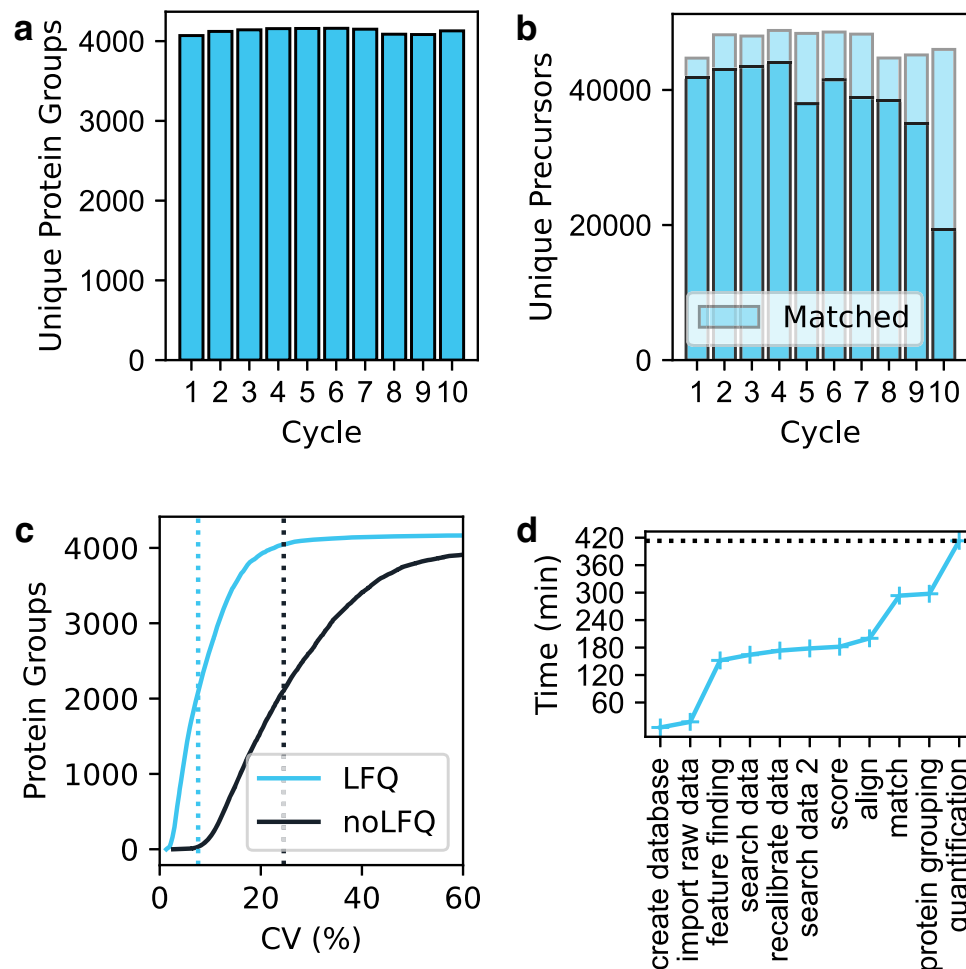 a
Unique Protein Groups
4000
3000
2000
1000
0
1 2 3 4 5 6 7 8 9 10
Cycle
b
Unique Precursors
40000
20000
0
Matched
1 2 3 4 5 6 7 8 9 10
Cycle
c
Protein Groups
4000
3000
2000
1000
0
LFQ
noLFQ
0 20 40 60
CV (%)
d
Time (min)
420
360
300
240
180
120
60
create database
import raw data
feature finding
search data
recalibrate data
search data 2
score
align
match
protein grouping
quantification